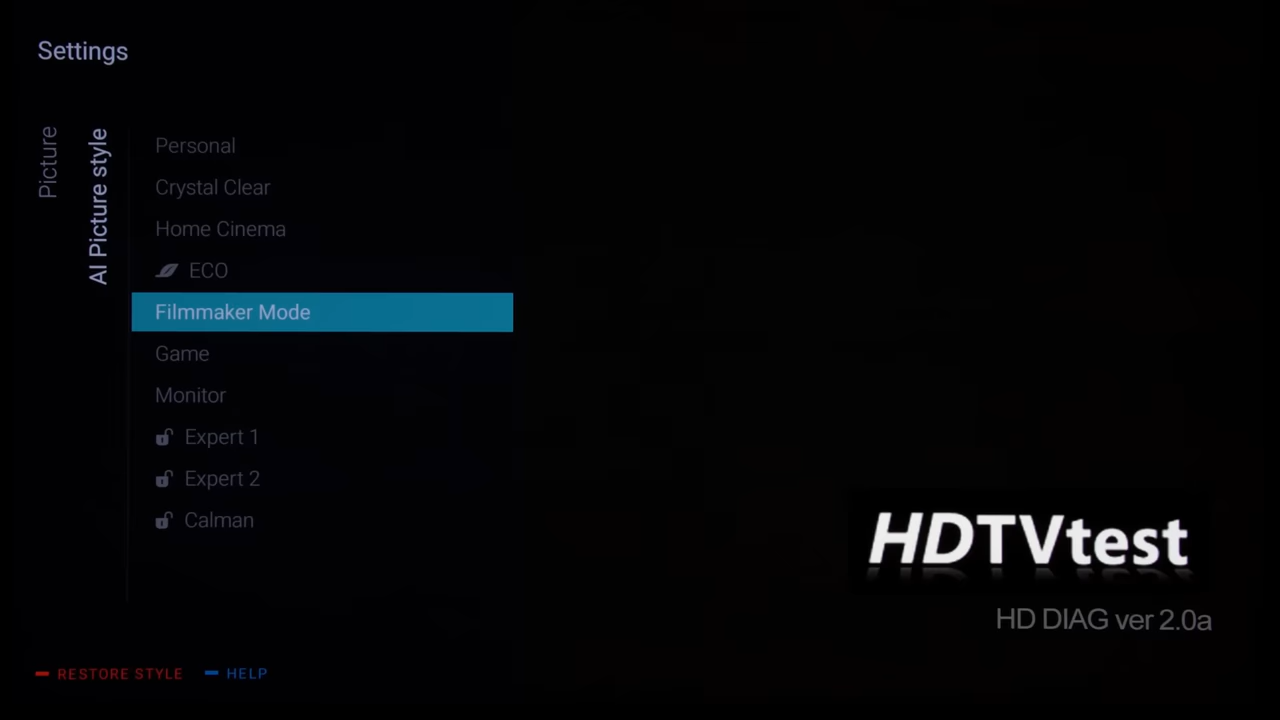 Settings
Picture
AI Picture style
Personal
Crystal Clear
Home Cinema
ECO
Filmmaker Mode
Game
Monitor
Expert 1
Expert 2
Calman
HDTVtest
HD DIAG ver 2.0a
RESTORE STYLE
HELP